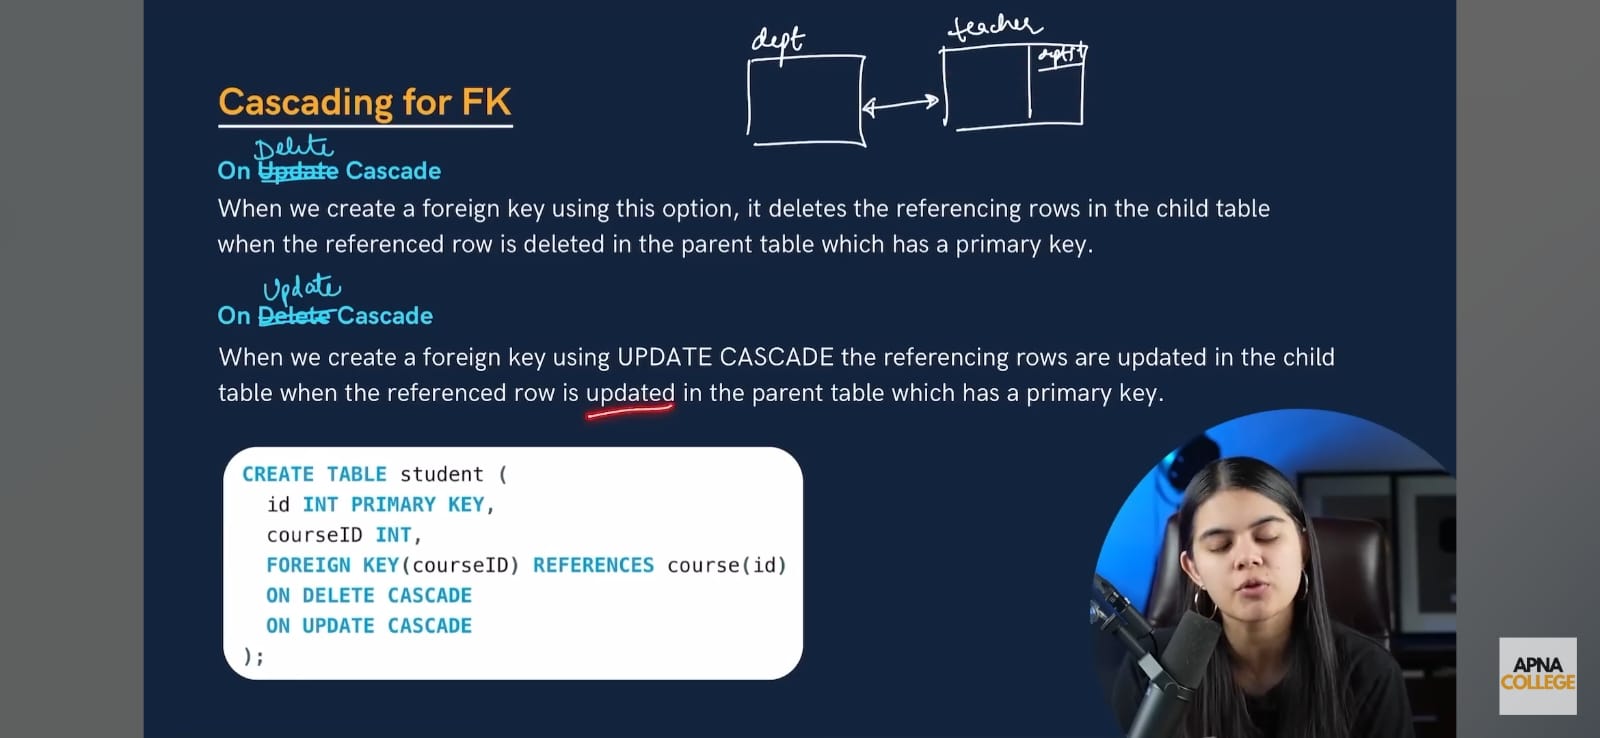 dept
teacher
Cascading for FK
Delete
On Update Cascade
When we create a foreign key using this option, it deletes the referencing rows in the child table
when the referenced row is deleted in the parent table which has a primary key.
Update
On Delete Cascade
When we create a foreign key using UPDATE CASCADE the referencing rows are updated in the child
table when the referenced row is updated in the parent table which has a primary key.
CREATE TABLE student (
id INT PRIMARY KEY,
courseID INT,
FOREIGN KEY(courseID) REFERENCES course(id)
ON DELETE CASCADE
ON UPDATE CASCADE
);
APNA
COLLEGE